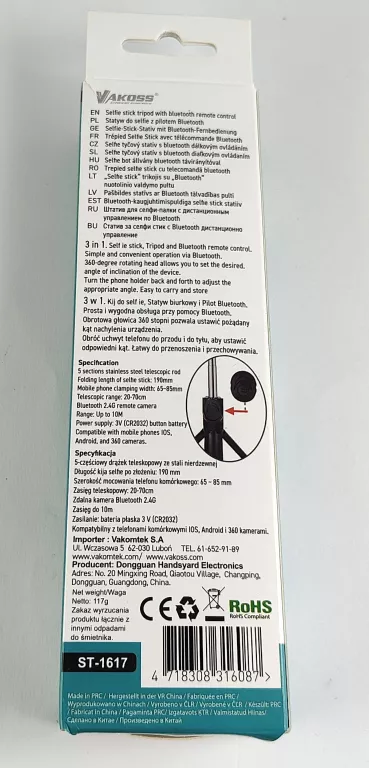 VAKOSS
EN Selfie stick tripod with bluetooth remote control
PL Statyw do selfie z pilotem Bluetooth
GE Selfie-Stick-Stativ mit Bluetooth-Fernbedienung
FR Trépied Selfie Stick avec télécommande Bluetooth
CZ Selfie tyčový stativ s bluetooth dálkovým ovládáním
SL Selfie tyčový statív s bluetooth diaľkovým ovládaním
HU Selfie bot állvány bluetooth távirányítóval
RO Trepied selfie stick cu telecomandă bluetooth
LT „Selfie stick" trikojis su „Bluetooth"
nuotolinio valdymo pultu
LV Pašbildes statīvs ar Bluetooth tālvadības pulti
EST Bluetooth-kaugjuhtimispuldiga selfie stick statiiv
RU Штатив для селфи-палки с дистанционным
управлением по Bluetooth
BU Статив за селфи стик с Bluetooth дистанционно
управление
3 in 1. Self ie stick, Tripod and Bluetooth remote control.
Simple and convenient operation via Bluetooth.
360-degree rotating head allows you to set the desired,
angle of inclination of the device.
Turn the phone holder back and forth to adjust the
appropriate angle. Easy to carry and store
3 w 1. Kij do self ie, Statyw biurkowy i Pilot Bluetooth.
Prosta i wygodna obsługa przy pomocy Bluetooth.
Obrotowa głowica 360 stopni pozwala ustawić pożądany
kąt nachylenia urządzenia.
Obróć uchwyt telefonu do przodu i do tyłu, aby ustawić
odpowiedni kąt. Łatwy do przenoszenia i przechowywania.
Specification
5 sections stainless steel telescopic rod
Folding length of selfie stick: 190mm
Mobile phone clamping width: 65-85mm
Telescopic range: 20-70cm
Bluetooth 2.4G remote camera
Range: Up to 10M
Power supply: 3V (CR2032) button battery
Compatible with mobile phones IOS,
Android, and 360 cameras.
Specyfikacja
5-częściowy drążek teleskopowy ze stali nierdzewnej
Długość kija selfie po złożeniu: 190 mm
Szerokość mocowania telefonu komórkowego: 65 - 85 mm
Zasięg teleskopowy: 20-70cm
Zdalna kamera Bluetooth 2.4G
Zasięg do 10m
Zasilanie: bateria płaska 3 V (CR2032)
Kompatybilny z telefonami komórkowymi IOS, Android i 360 kamerami.
Importer : Vakomtek S.A
Ul. Wczasowa 5 62-030 Luboń TEL. 61-652-91-89
www.vakomtek.com/ www.vakoss.com
Producent: Dongguan Handsyard Electronics
Adres: No. 20 Mingxing Road, Qiaotou Village, Changping,
Dongguan, Guangdong, China.
Net weight/Waga
Netto: 117g
Zakaz wyrzucania
produktu łącznie z
innymi odpadami
do śmietnika.
CE
RoHS
RoHS Compliant
ST-1617
4 718308 316087 >
Made in PRC/ Hergestellt in der VR China / Fabriquée en PRC/
Wyprodukowano w Chinach / Vyrobeno v ČLR / Vyrobené v ČĽR / Készült PRC
/ Fabricat în China / Pagaminta PRC/ Izgatavots ĶTR / Valmistatud Hiinas/
Сделано в Китае / Произведено в Китай